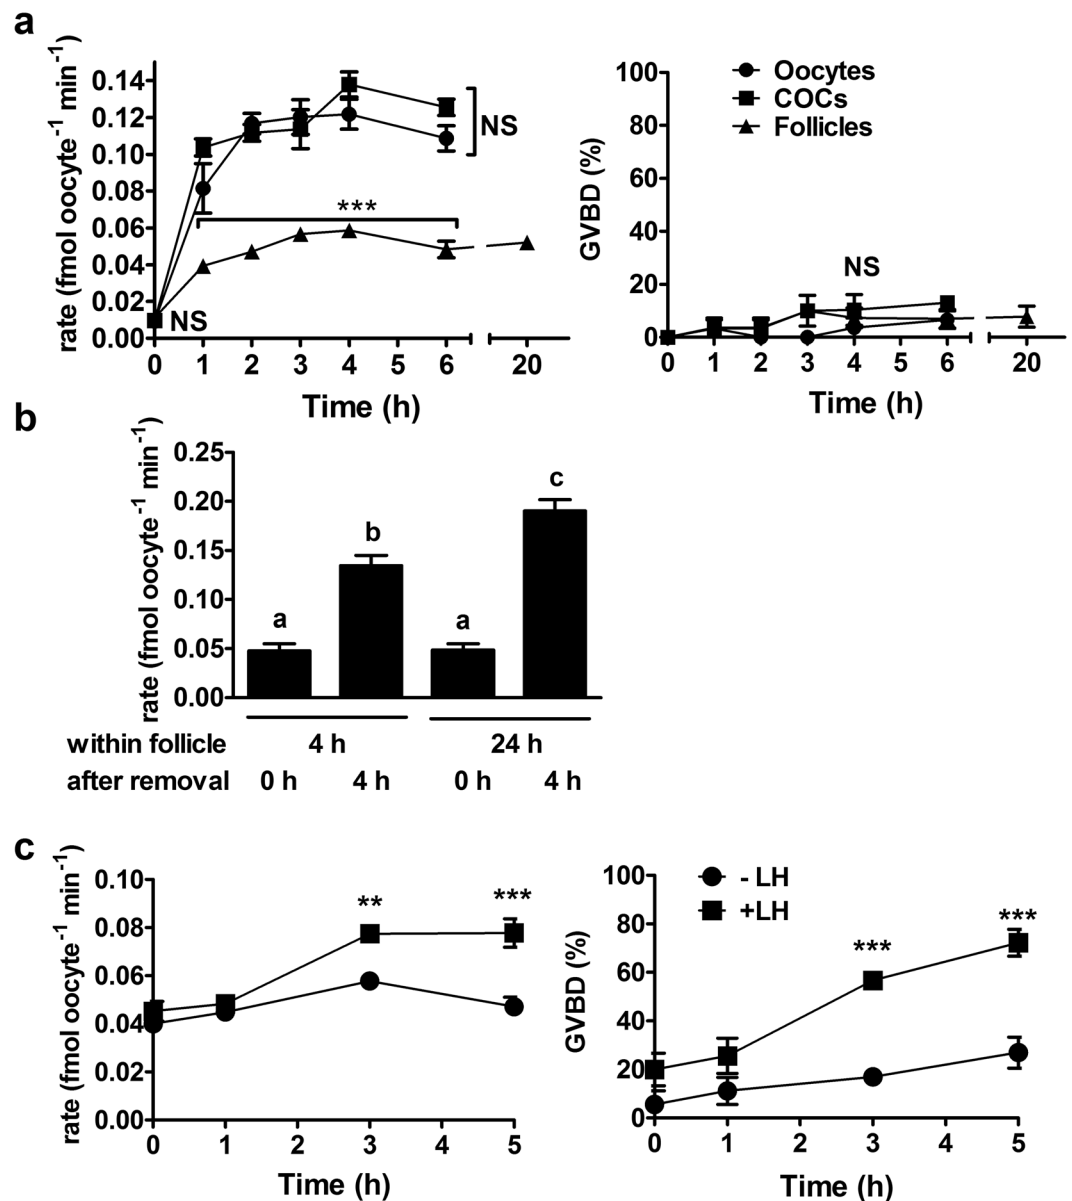 a
rate (fmol oocyte-1 min-1)
0.14
0.12
0.10
0.08
0.06
0.04
0.02
0.00
NS
***
NS
0 1 2 3 4 5 6 20
Time (h)
GVBD (%)
100
80
60
40
20
0
Oocytes
COCs
Follicles
NS
0 1 2 3 4 5 6 20
Time (h)
b
rate (fmol oocyte-1 min-1)
0.25
0.20
0.15
0.10
0.05
0.00
a b a c
within follicle 4 h 24 h
after removal 0 h 4 h 0 h 4 h
c
rate (fmol oocyte-1 min-1)
0.10
0.08
0.06
0.04
0.02
0.00
** ***
0 1 2 3 4 5
Time (h)
GVBD (%)
100
80
60
40
20
0
- LH
+LH
*** ***
0 1 2 3 4 5
Time (h)